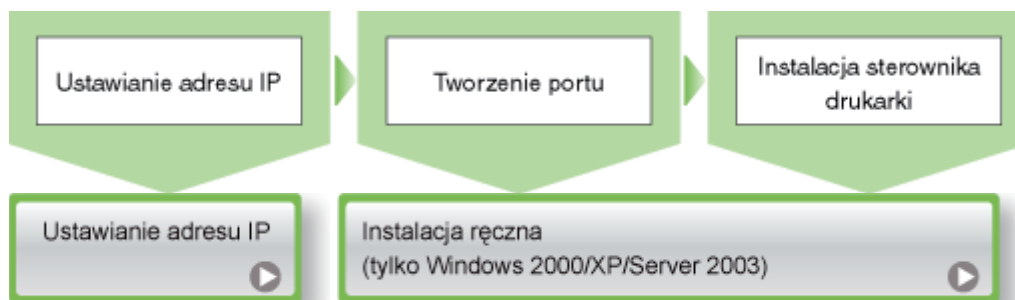 Ustawianie adresu IP
Tworzenie portu
Instalacja sterownika
drukarki
Ustawianie adresu IP
Instalacja ręczna
(tylko Windows 2000/XP/Server 2003)